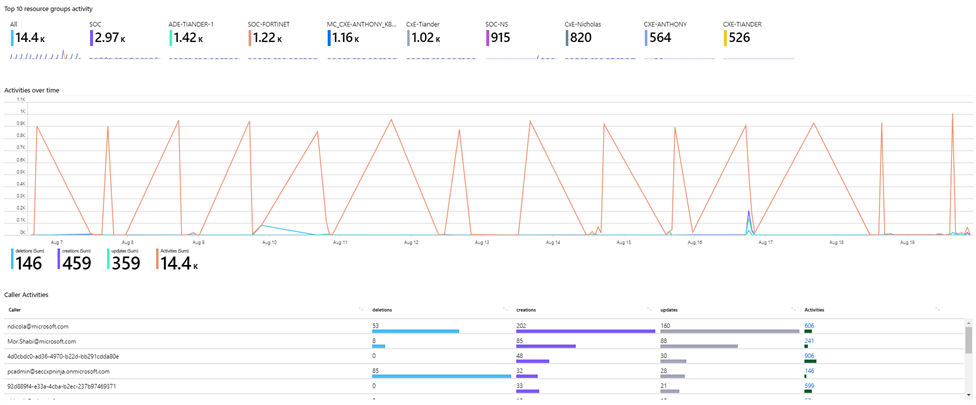 Top 10 resource groups activity
All SOC ADE-TIANDER-1 SOC-FORTINET MC_CXE-ANTHONY_K8... CxE-Tiander SOC-NS CxE-Nicholas CXE-ANTHONY CXE-TIANDER
14.4 K 2.97 K 1.42 K 1.22 K 1.16 K 1.02 K 915 820 564 526
Activities over time
1.1K
1K
0.9K
0.8K
0.7K
0.6K
0.5K
0.4K
0.3K
0.2K
0.1K
0K
Aug 7 Aug 8 Aug 9 Aug 10 Aug 11 Aug 12 Aug 13 Aug 14 Aug 15 Aug 16 Aug 17 Aug 18 Aug 19
deletions (Sum) creations (Sum) updates (Sum) Activities (Sum)
146 459 359 14.4 K
Caller Activities
Caller deletions creations updates Activities
ndicola@microsoft.com 53 202 160 606
Mor.Shabi@microsoft.com 8 85 88 241
4d0cbdc0-ad36-4970-b22d-bb291cdda80e 0 48 30 906
pcadmin@seccxpninja.onmicrosoft.com 85 32 28 146
92d889f4-e33a-4cba-b2ec-237b97469371 0 33 21 599